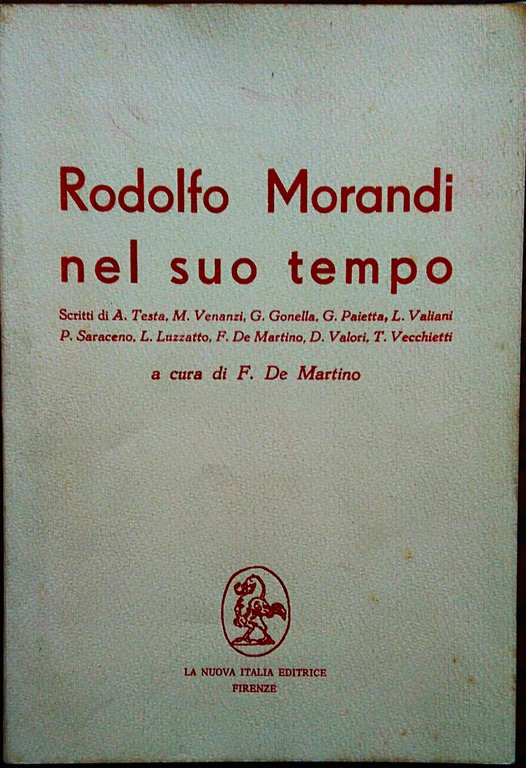 Rodolfo Morandi
nel suo tempo
Scritti di A. Testa, M. Venanzi, G. Gonella, G. Paietta, L. Valiani
P. Saraceno, L. Luzzatto, F. De Martino, D. Valori, T. Vecchietti
a cura di F. De Martino
LA NUOVA ITALIA EDITRICE
FIRENZE